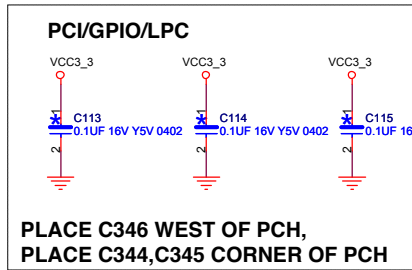 PCI/GPIO/LPC
VCC3_3 VCC3_3 VCC3_3
1 1 1
* C113 * C114 * C115
0.1UF 16V Y5V 0402 0.1UF 16V Y5V 0402 0.1UF 16
2 2 2
PLACE C346 WEST OF PCH,
PLACE C344,C345 CORNER OF PCH